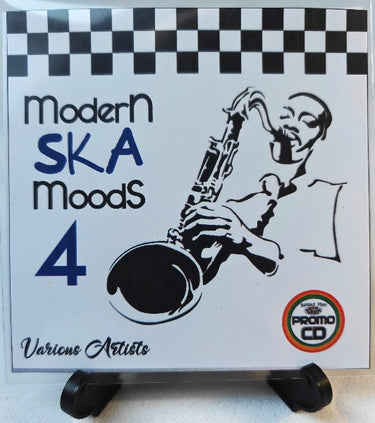 Modern
SKA
Moods
4
Various Artists
PROMO
CD